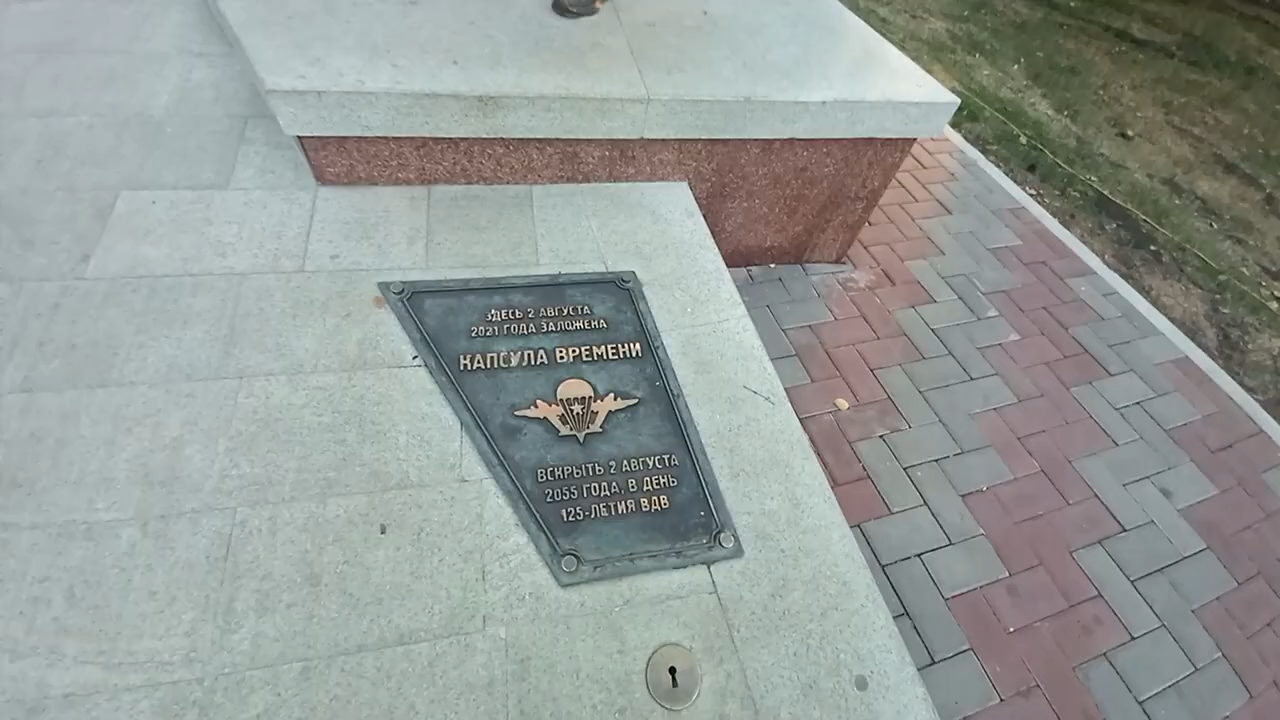 ЗДЕСЬ 2 АВГУСТА
2021 ГОДА ЗАЛОЖЕНА
КАПСУЛА ВРЕМЕНИ
ВСКРЫТЬ 2 АВГУСТА
2055 ГОДА, В ДЕНЬ
125-ЛЕТИЯ ВДВ